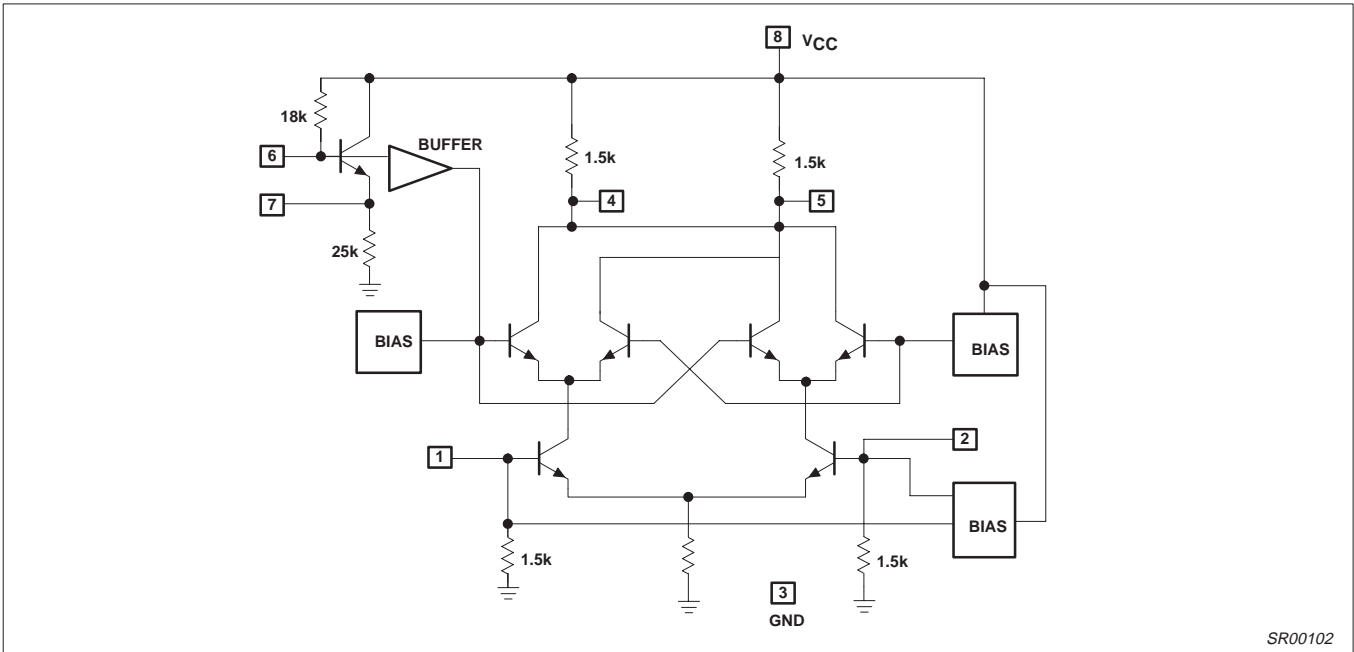 8 VCC
18k
BUFFER
6
1.5k
1.5k
7
4
5
25k
BIAS
BIAS
1
2
BIAS
1.5k
1.5k
3
GND
SR00102